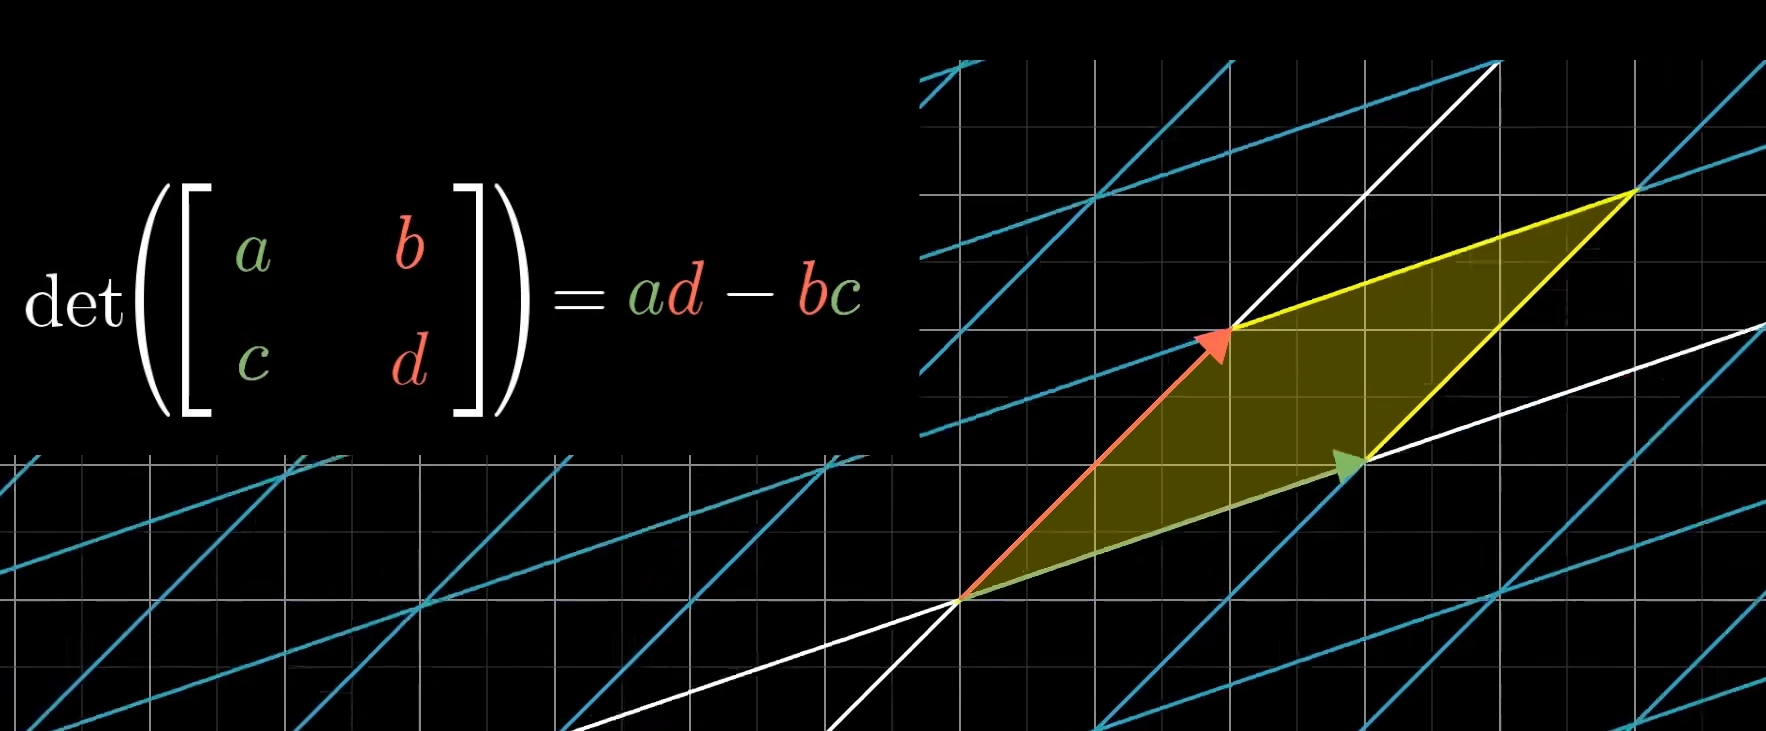 det([a b
c d]) = ad − bc